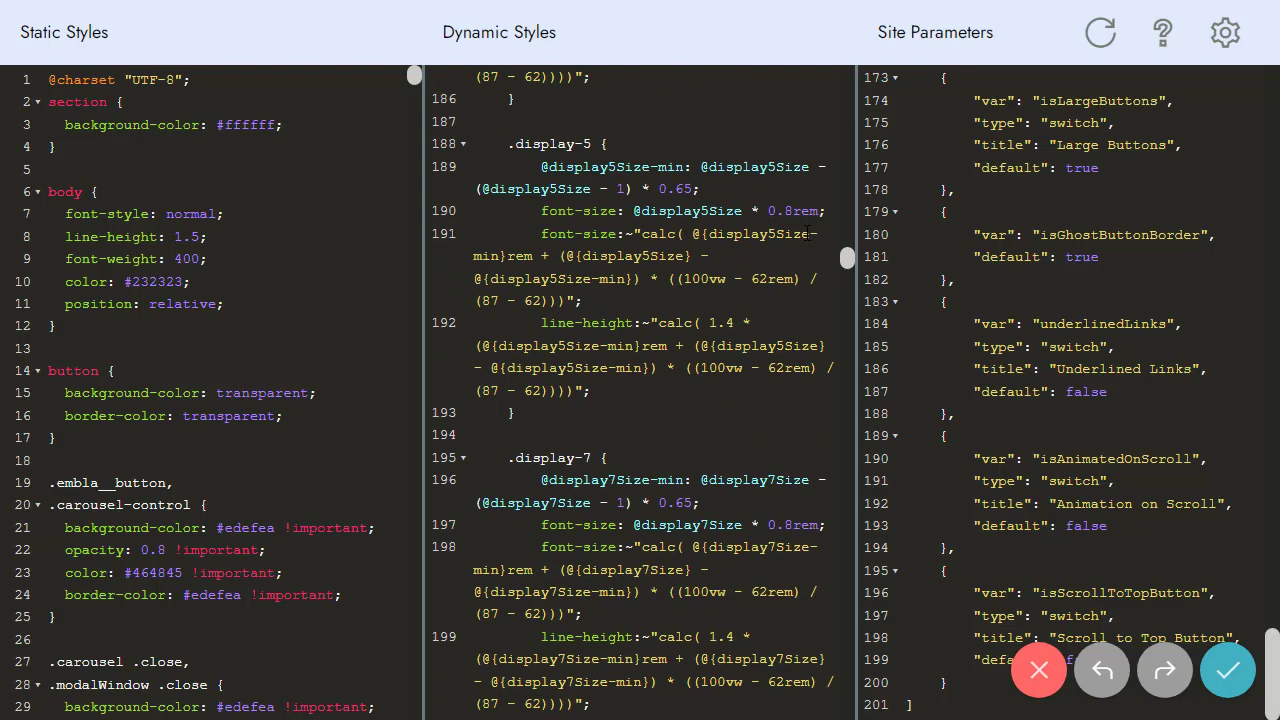 Static Styles
Dynamic Styles
Site Parameters
1 @charset "UTF-8";
2 section {
3 background-color: #ffffff;
4 }
5
6 body {
7 font-style: normal;
8 line-height: 1.5;
9 font-weight: 400;
10 color: #232323;
11 position: relative;
12 }
13
14 button {
15 background-color: transparent;
16 border-color: transparent;
17 }
18
19 .embla__button,
20 .carousel-control {
21 background-color: #edefea !important;
22 opacity: 0.8 !important;
23 color: #464845 !important;
24 border-color: #edefea !important;
25 }
26
27 .carousel .close,
28 .modalWindow .close {
29 background-color: #edefea !important;
(87 - 62))))";
186 }
187
188 .display-5 {
189 @display5Size-min: @display5Size -
(@display5Size - 1) * 0.65;
190 font-size: @display5Size * 0.8rem;
191 font-size:~"calc( @{display5Size-
min}rem + (@{display5Size} -
@{display5Size-min}) * ((100vw - 62rem) /
(87 - 62)))";
192 line-height:~"calc( 1.4 *
(@{display5Size-min}rem + (@{display5Size}
- @{display5Size-min}) * ((100vw - 62rem) /
(87 - 62))))";
193 }
194
195 .display-7 {
196 @display7Size-min: @display7Size -
(@display7Size - 1) * 0.65;
197 font-size: @display7Size * 0.8rem;
198 font-size:~"calc( @{display7Size-
min}rem + (@{display7Size} -
@{display7Size-min}) * ((100vw - 62rem) /
(87 - 62)))";
199 line-height:~"calc( 1.4 *
(@{display7Size-min}rem + (@{display7Size}
- @{display7Size-min}) * ((100vw - 62rem) /
(87 - 62))))";
173 {
174 "var": "isLargeButtons",
175 "type": "switch",
176 "title": "Large Buttons",
177 "default": true
178 },
179 {
180 "var": "isGhostButtonBorder",
181 "default": true
182 },
183 {
184 "var": "underlinedLinks",
185 "type": "switch",
186 "title": "Underlined Links",
187 "default": false
188 },
189 {
190 "var": "isAnimatedOnScroll",
191 "type": "switch",
192 "title": "Animation on Scroll",
193 "default": false
194 },
195 {
196 "var": "isScrollToTopButton",
197 "type": "switch",
198 "title": "Scroll to Top Button",
199
200 }
201 ]